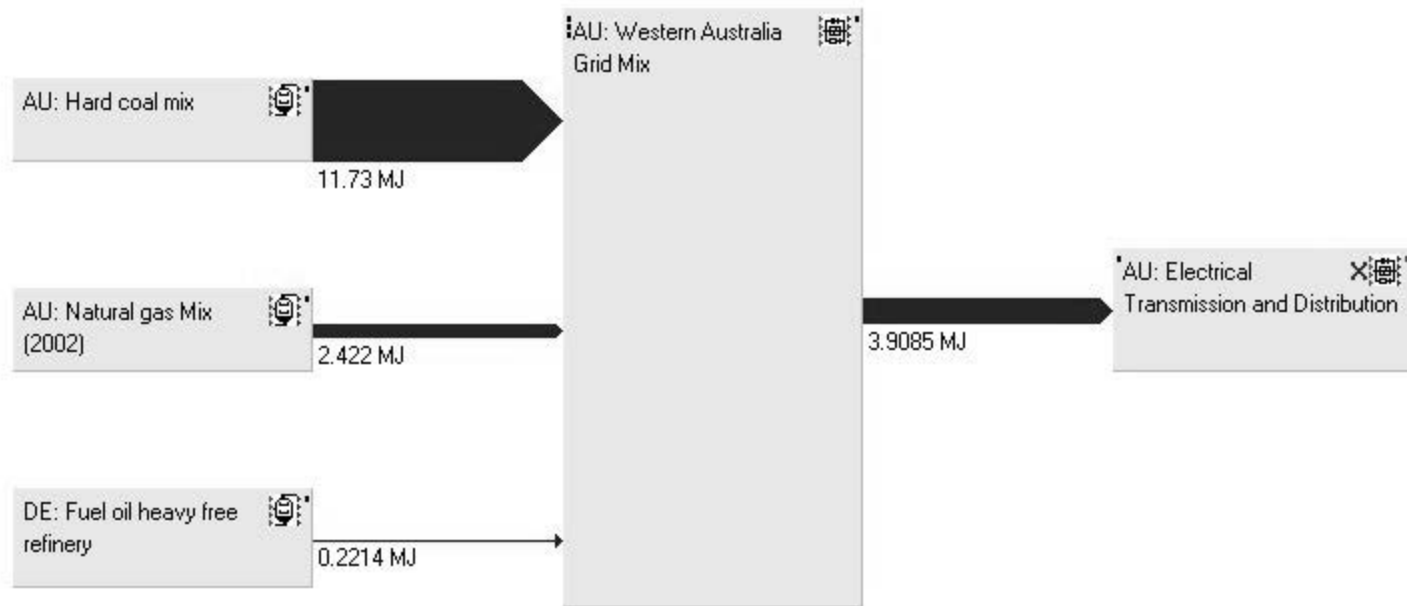 AU: Western Australia
Grid Mix
AU: Hard coal mix
11.73 MJ
AU: Natural gas Mix
(2002)
2.422 MJ
3.9085 MJ
AU: Electrical
Transmission and Distribution
DE: Fuel oil heavy free
refinery
0.2214 MJ